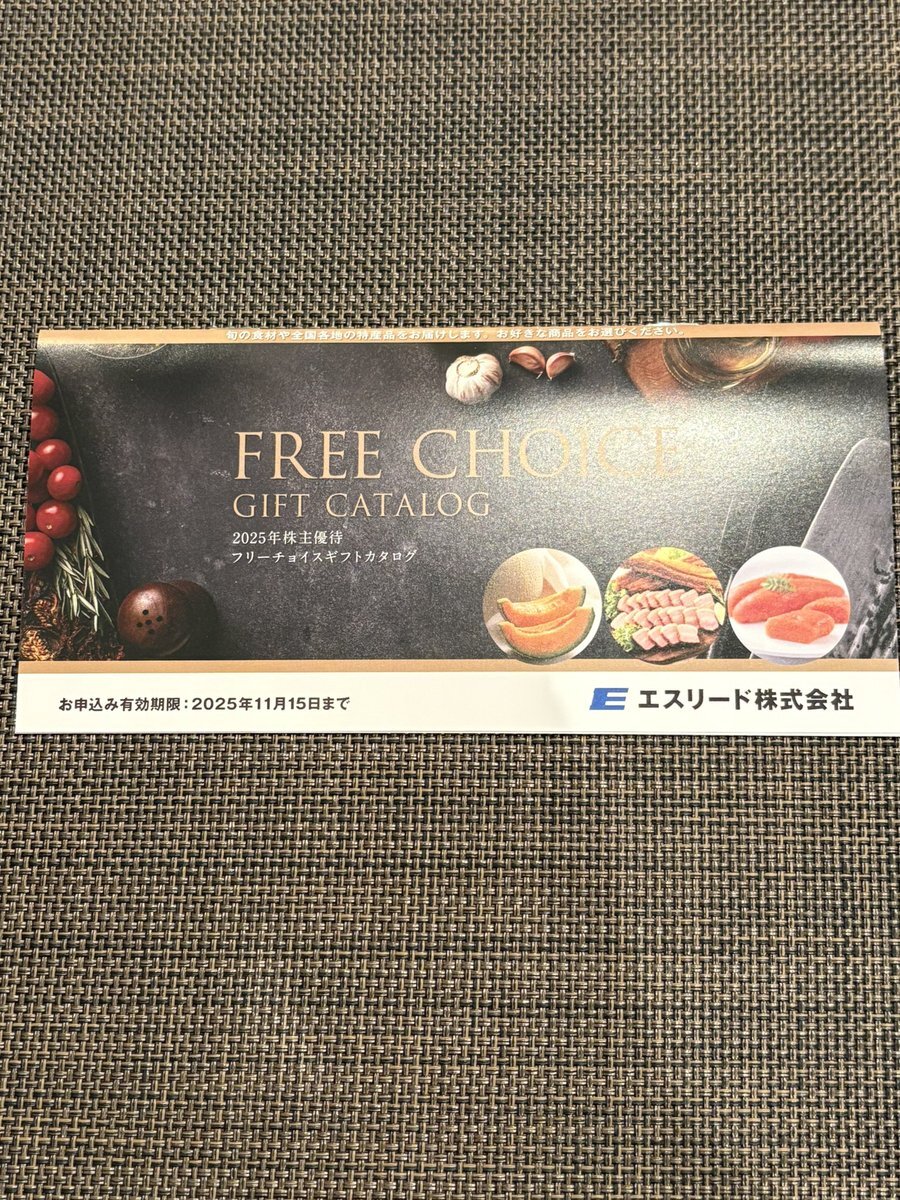 旬の食材や全国各地の特産品をお届けします。お好きな商品をお選びください。
FREE CHOICE
GIFT CATALOG
2025年株主優待
フリーチョイスギフトカタログ
お申込み有効期限：2025年11月15日まで
エスリード株式会社